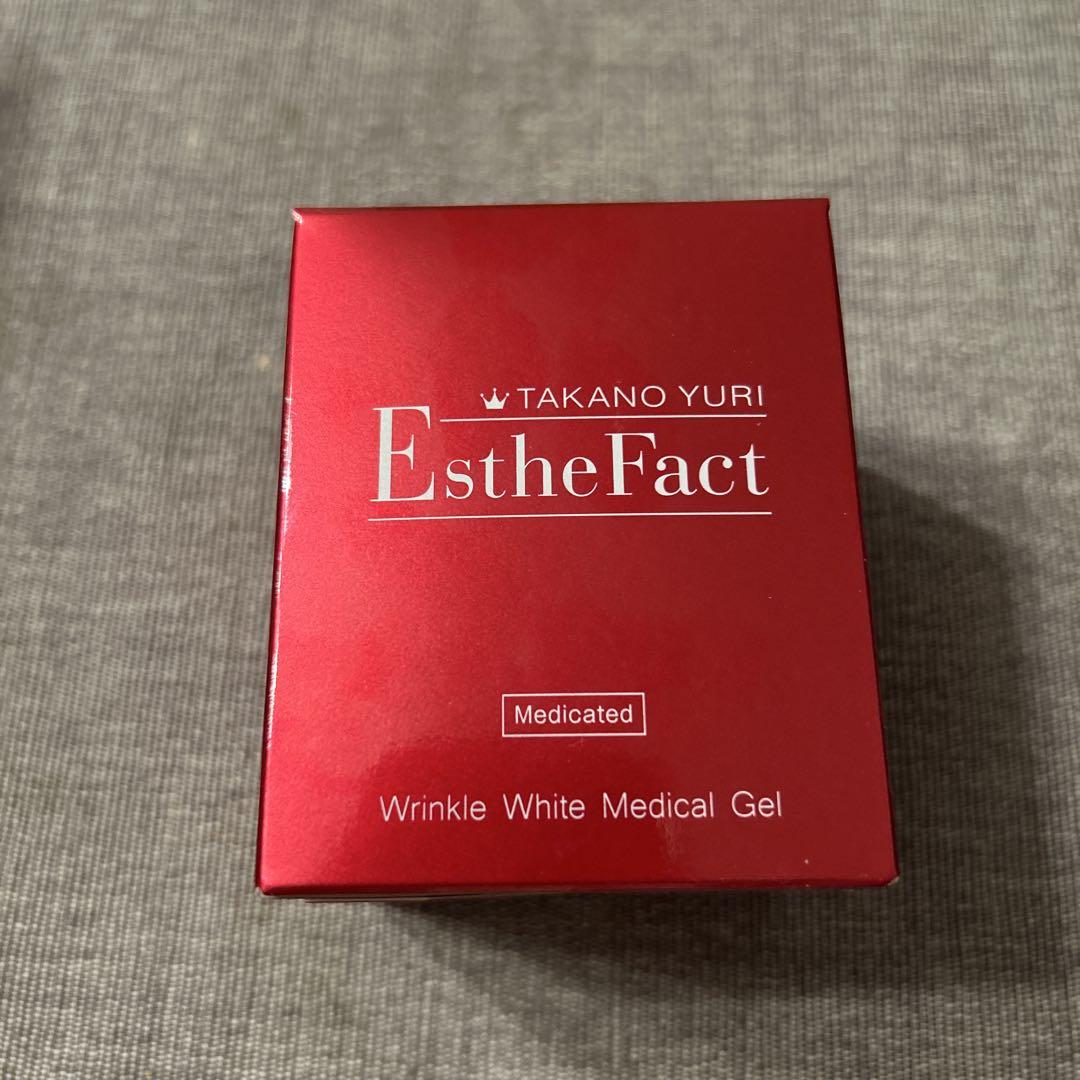 TAKANO YURI
EstheFact
Medicated
Wrinkle White Medical Gel